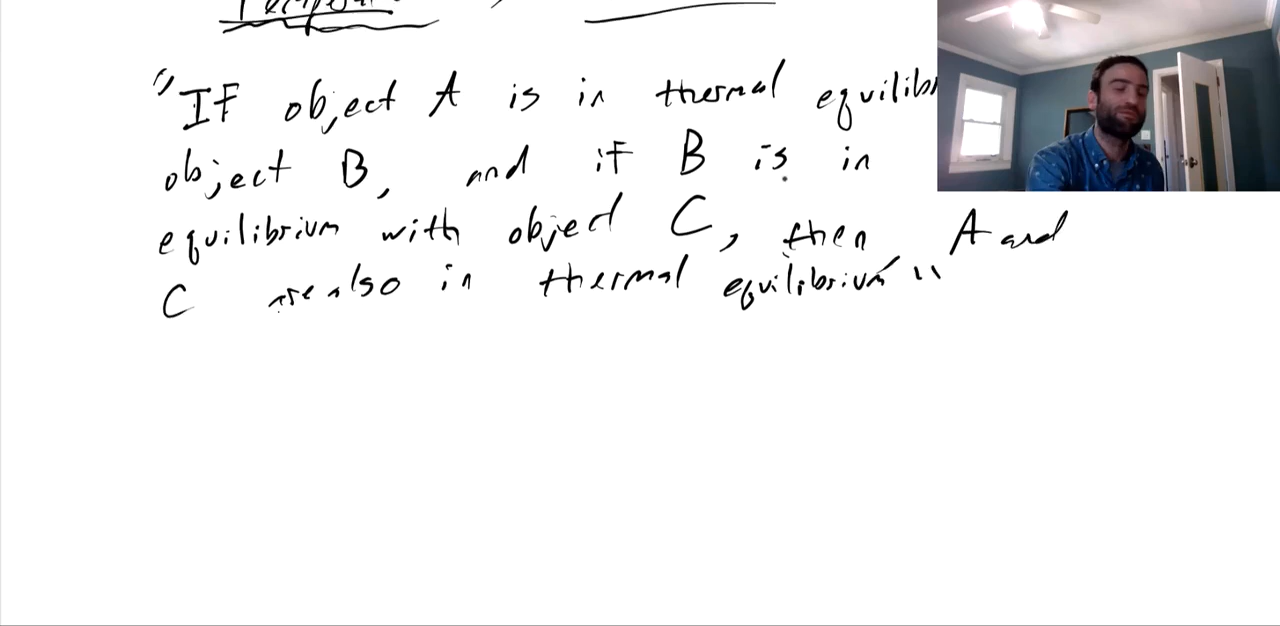 "If object A is in thermal
object B, and if B is in
equilibrium with object C, then A and
C are also in thermal equilibrium"